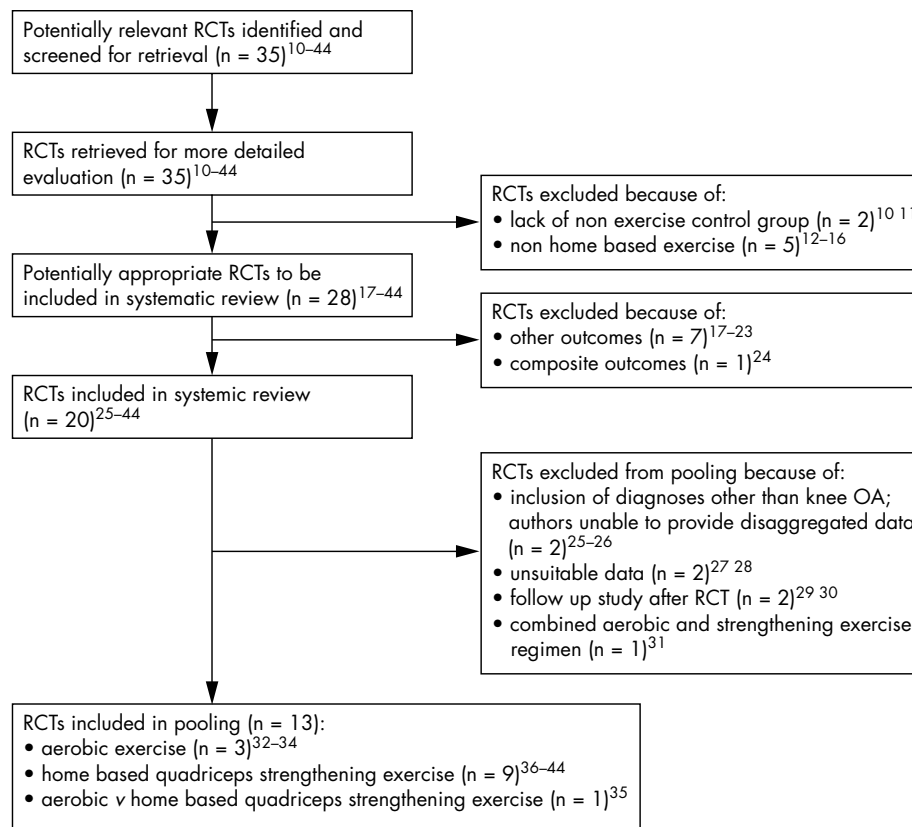 Potentially relevant RCTs identified and
screened for retrieval (n = 35)10–44
RCTs retrieved for more detailed
evaluation (n = 35)10–44
RCTs excluded because of:
• lack of non exercise control group (n = 2)10 11
• non home based exercise (n = 5)12–16
Potentially appropriate RCTs to be
included in systematic review (n = 28)17–44
RCTs excluded because of:
• other outcomes (n = 7)17–23
• composite outcomes (n = 1)24
RCTs included in systemic review
(n = 20)25–44
RCTs excluded from pooling because of:
• inclusion of diagnoses other than knee OA;
authors unable to provide disaggregated data
(n = 2)25–26
• unsuitable data (n = 2)27 28
• follow up study after RCT (n = 2)29 30
• combined aerobic and strengthening exercise
regimen (n = 1)31
RCTs included in pooling (n = 13):
• aerobic exercise (n = 3)32–34
• home based quadriceps strengthening exercise (n = 9)36–44
• aerobic v home based quadriceps strengthening exercise (n = 1)35